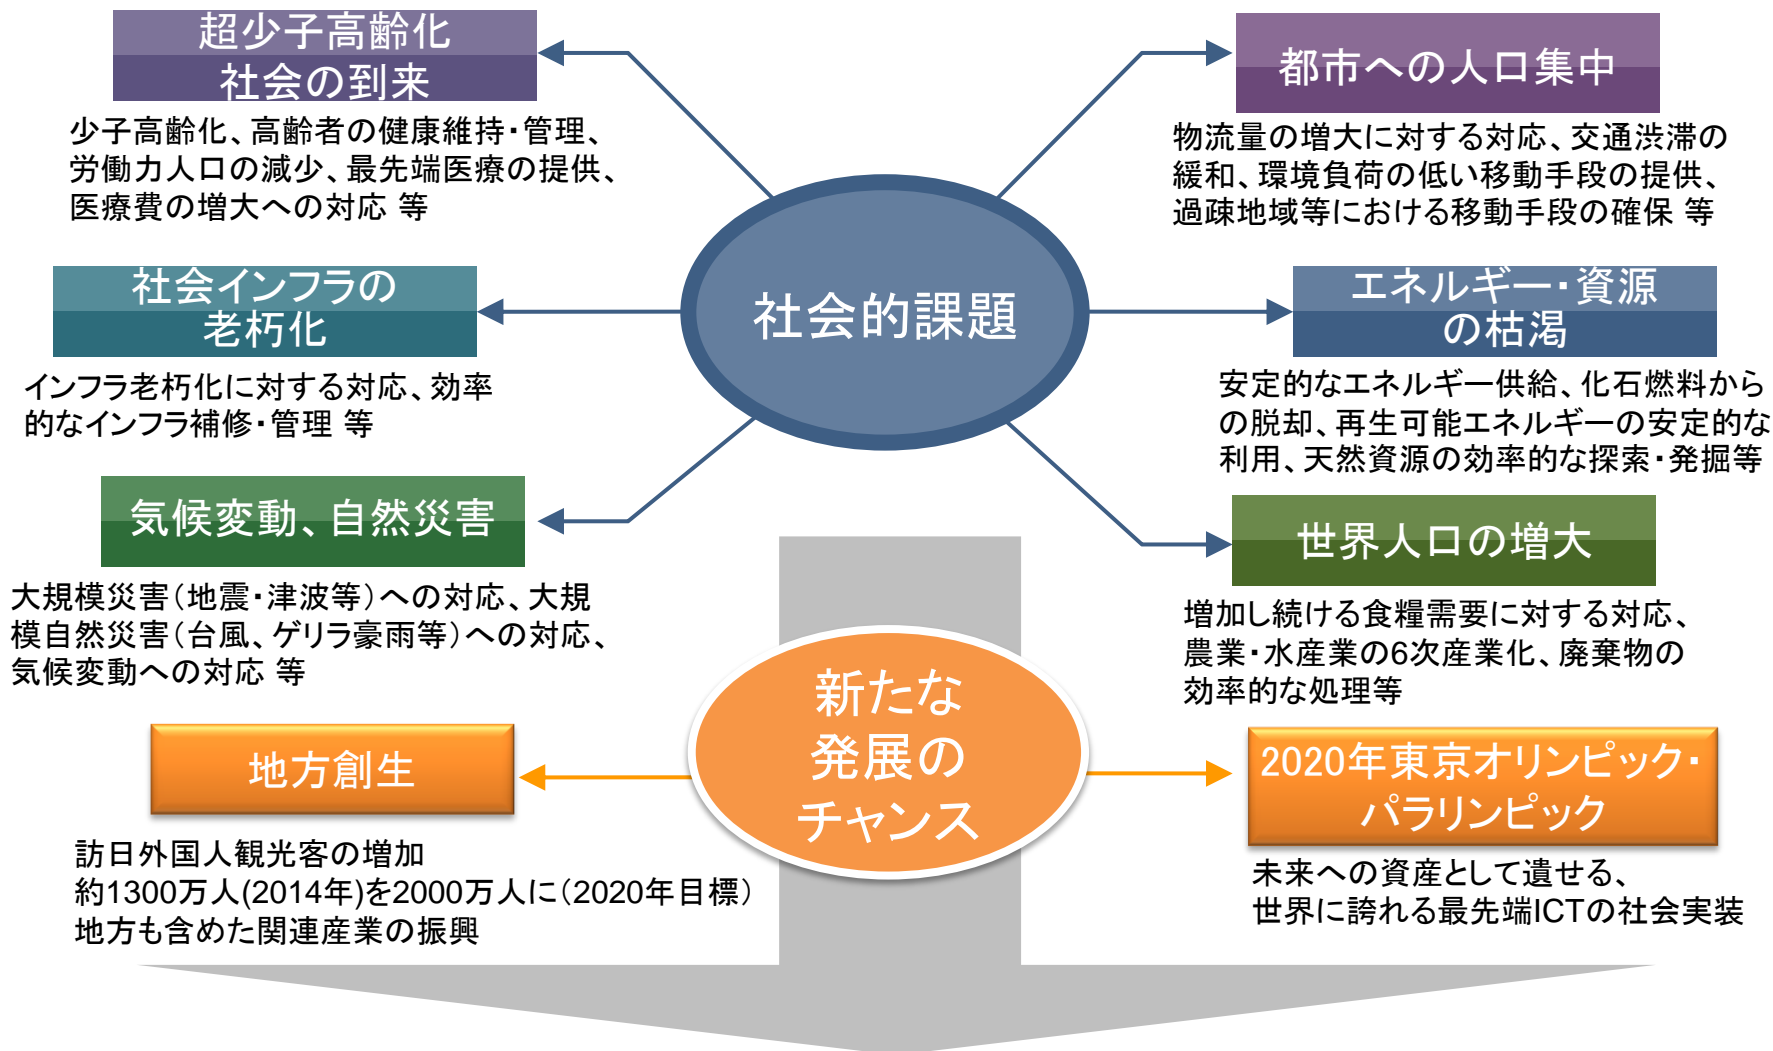 超少子高齢化
社会の到来
少子高齢化、高齢者の健康維持・管理、
労働力人口の減少、最先端医療の提供、
医療費の増大への対応 等
都市への人口集中
物流量の増大に対する対応、交通渋滞の
緩和、環境負荷の低い移動手段の提供、
過疎地域等における移動手段の確保 等
社会的課題
社会インフラの
老朽化
インフラ老朽化に対する対応、効率
的なインフラ補修・管理 等
エネルギー・資源
の枯渇
安定的なエネルギー供給、化石燃料から
の脱却、再生可能エネルギーの安定的な
利用、天然資源の効率的な探索・発掘等
気候変動、自然災害
大規模災害（地震・津波等）への対応、大規
模自然災害（台風、ゲリラ豪雨等）への対応、
気候変動への対応 等
世界人口の増大
増加し続ける食糧需要に対する対応、
農業・水産業の6次産業化、廃棄物の
効率的な処理等
新たな
発展の
チャンス
地方創生
訪日外国人観光客の増加
約1300万人(2014年)を2000万人に（2020年目標）
地方も含めた関連産業の振興
2020年東京オリンピック・
パラリンピック
未来への資産として遺せる、
世界に誇れる最先端ICTの社会実装